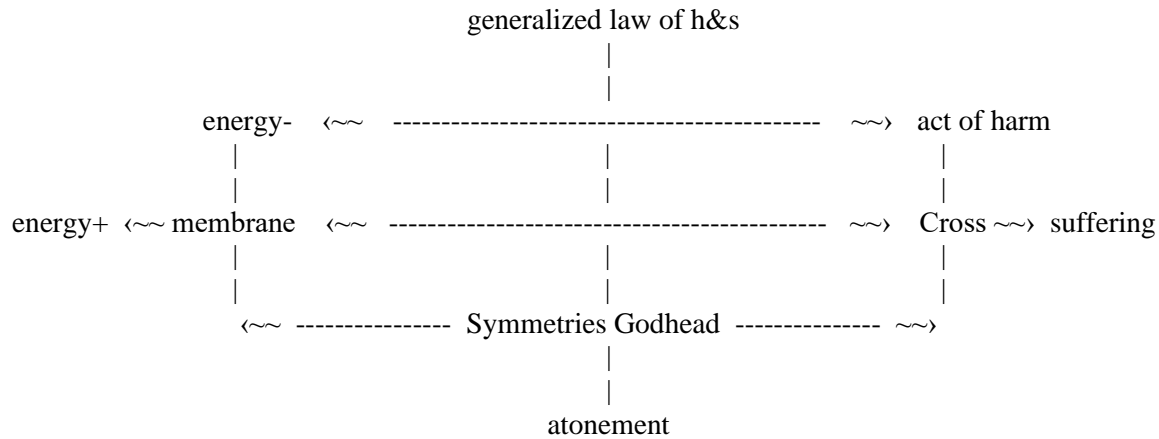 generalized law of h&s
|
|
energy- ‹~~ -------------------------------------------- ~~› act of harm
| | |
| | |
energy+ ‹~~ membrane ‹~~ --------------------------------------------- ~~› Cross ~~› suffering
| | |
| | |
‹~~ ---------------- Symmetries Godhead --------------- ~~›
|
|
atonement